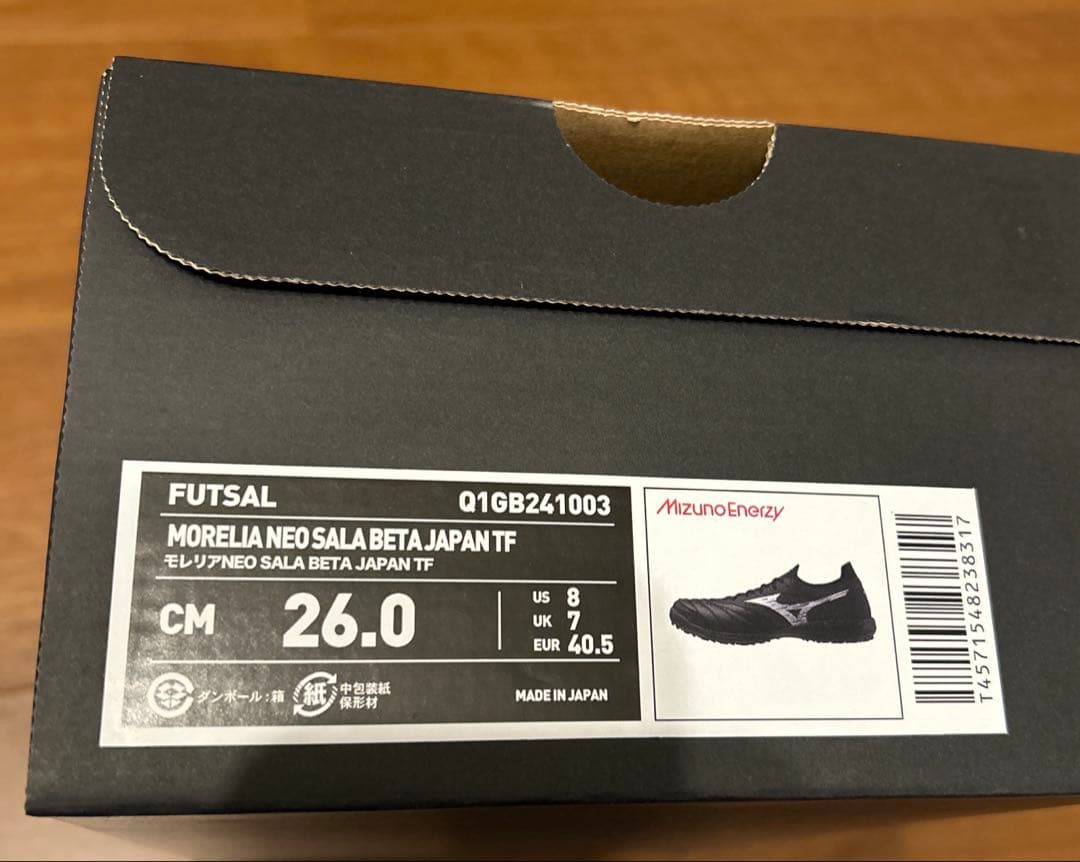 FUTSAL
Q1GB241003
MORELIA NEO SALA BETA JAPAN TF
モレリアNEO SALA BETA JAPAN TF
CM 26.0
US 8
UK 7
EUR 40.5
ダンボール:箱
紙
中包装紙
保形材
MADE IN JAPAN
MizunoEnerzy
T4571548238317